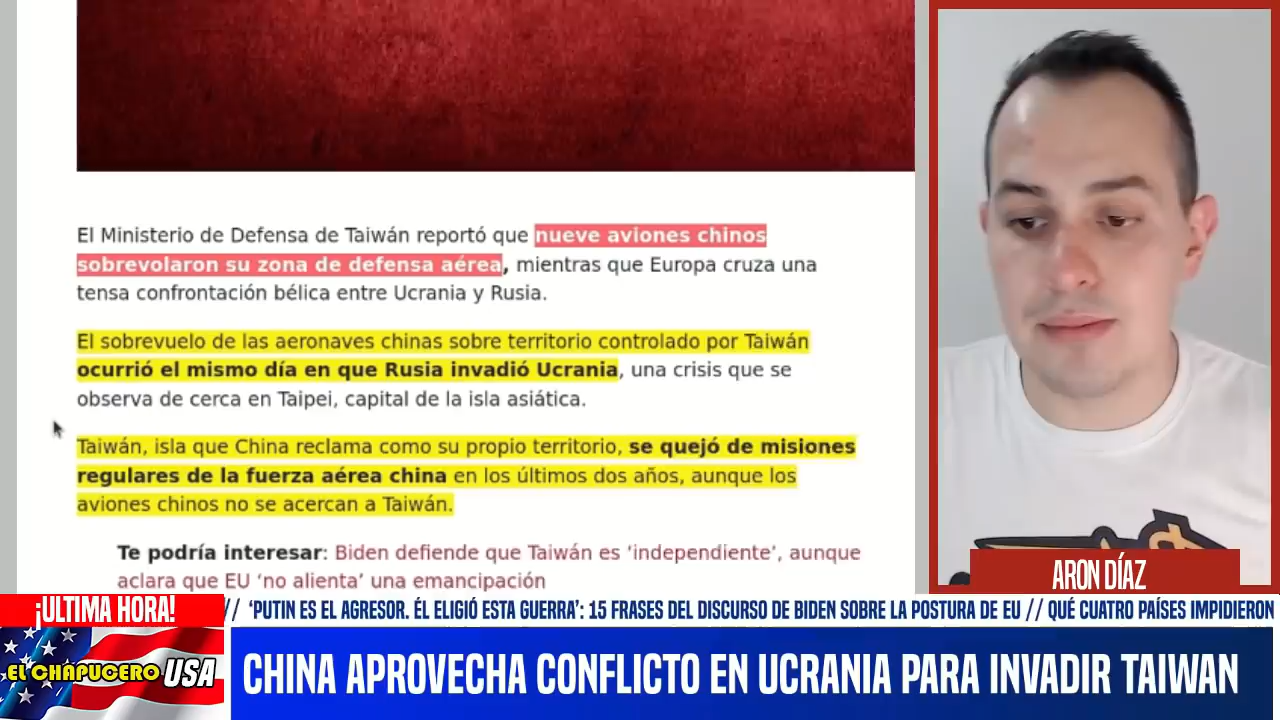 El Ministerio de Defensa de Taiwán reportó que nueve aviones chinos
sobrevolaron su zona de defensa aérea, mientras que Europa cruza una
tensa confrontación bélica entre Ucrania y Rusia.
El sobrevuelo de las aeronaves chinas sobre territorio controlado por Taiwán
ocurrió el mismo día en que Rusia invadió Ucrania, una crisis que se
observa de cerca en Taipei, capital de la isla asiática.
Taiwán, isla que China reclama como su propio territorio, se quejó de misiones
regulares de la fuerza aérea china en los últimos dos años, aunque los
aviones chinos no se acercan a Taiwán.
Te podría interesar: Biden defiende que Taiwán es ‘independiente’, aunque
aclara que EU ‘no alienta’ una emancipación
ARON DÍAZ
¡ULTIMA HORA!
// ‘PUTIN ES EL AGRESOR. ÉL ELIGIÓ ESTA GUERRA’: 15 FRASES DEL DISCURSO DE BIDEN SOBRE LA POSTURA DE EU // QUÉ CUATRO PAÍSES IMPIDIERON
EL CHAPUCERO USA
CHINA APROVECHA CONFLICTO EN UCRANIA PARA INVADIR TAIWAN